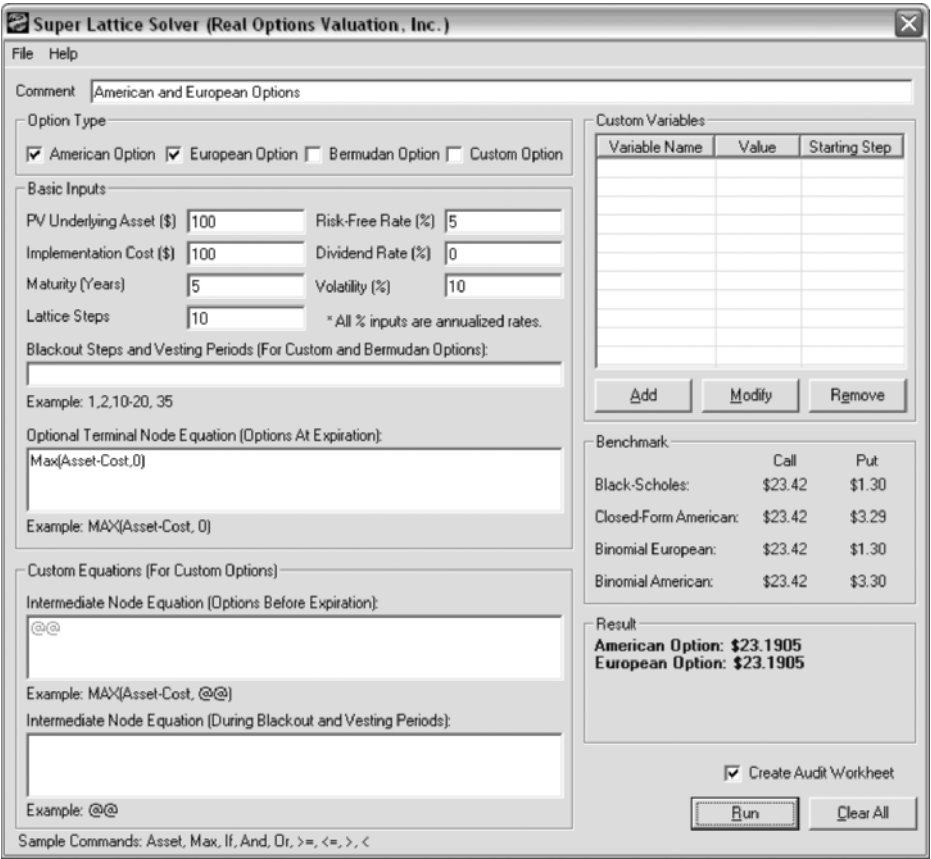 Super Lattice Solver (Real Options Valuation, Inc.)
File Help
Comment American and European Options
Option Type
American Option European Option Bermudan Option Custom Option
Basic Inputs
PV Underlying Asset ($) 100 Risk-Free Rate (%) 5
Implementation Cost ($) 100 Dividend Rate (%) 0
Maturity (Years) 5 Volatility (%) 10
Lattice Steps 10 * All % inputs are annualized rates.
Blackout Steps and Vesting Periods (For Custom and Bermudan Options):
Example: 1,2,10-20, 35
Optional Terminal Node Equation (Options At Expiration):
Max(Asset-Cost,0)
Example: MAX(Asset-Cost, 0)
Custom Equations (For Custom Options)
Intermediate Node Equation (Options Before Expiration):
@@
Example: MAX(Asset-Cost, @@)
Intermediate Node Equation (During Blackout and Vesting Periods):
Example: @@
Sample Commands: Asset, Max, If, And, Or, >=, <=, >, <
Custom Variables
Variable Name Value Starting Step
Add Modify Remove
Benchmark
Call Put
Black-Scholes: $23.42 $1.30
Closed-Form American: $23.42 $3.29
Binomial European: $23.42 $1.30
Binomial American: $23.42 $3.30
Result
American Option: $23.1905
European Option: $23.1905
Create Audit Workheet
Run Clear All